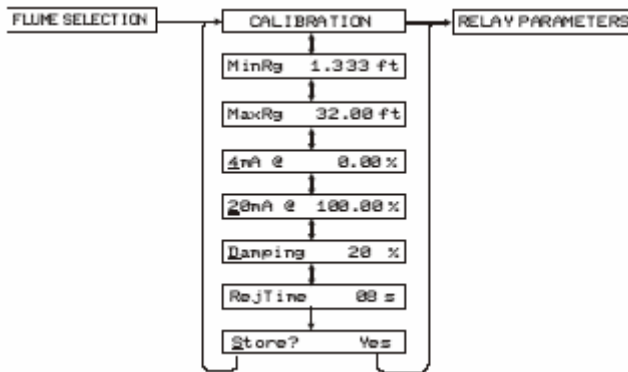 FLUME SELECTION
CALIBRATION
RELAY PARAMETERS
MinRg 1.333 ft
MaxRg 32.00 ft
4mA @ 0.00 %
20mA @ 100.00 %
Damping 20 %
RejTime 08 s
Store? Yes